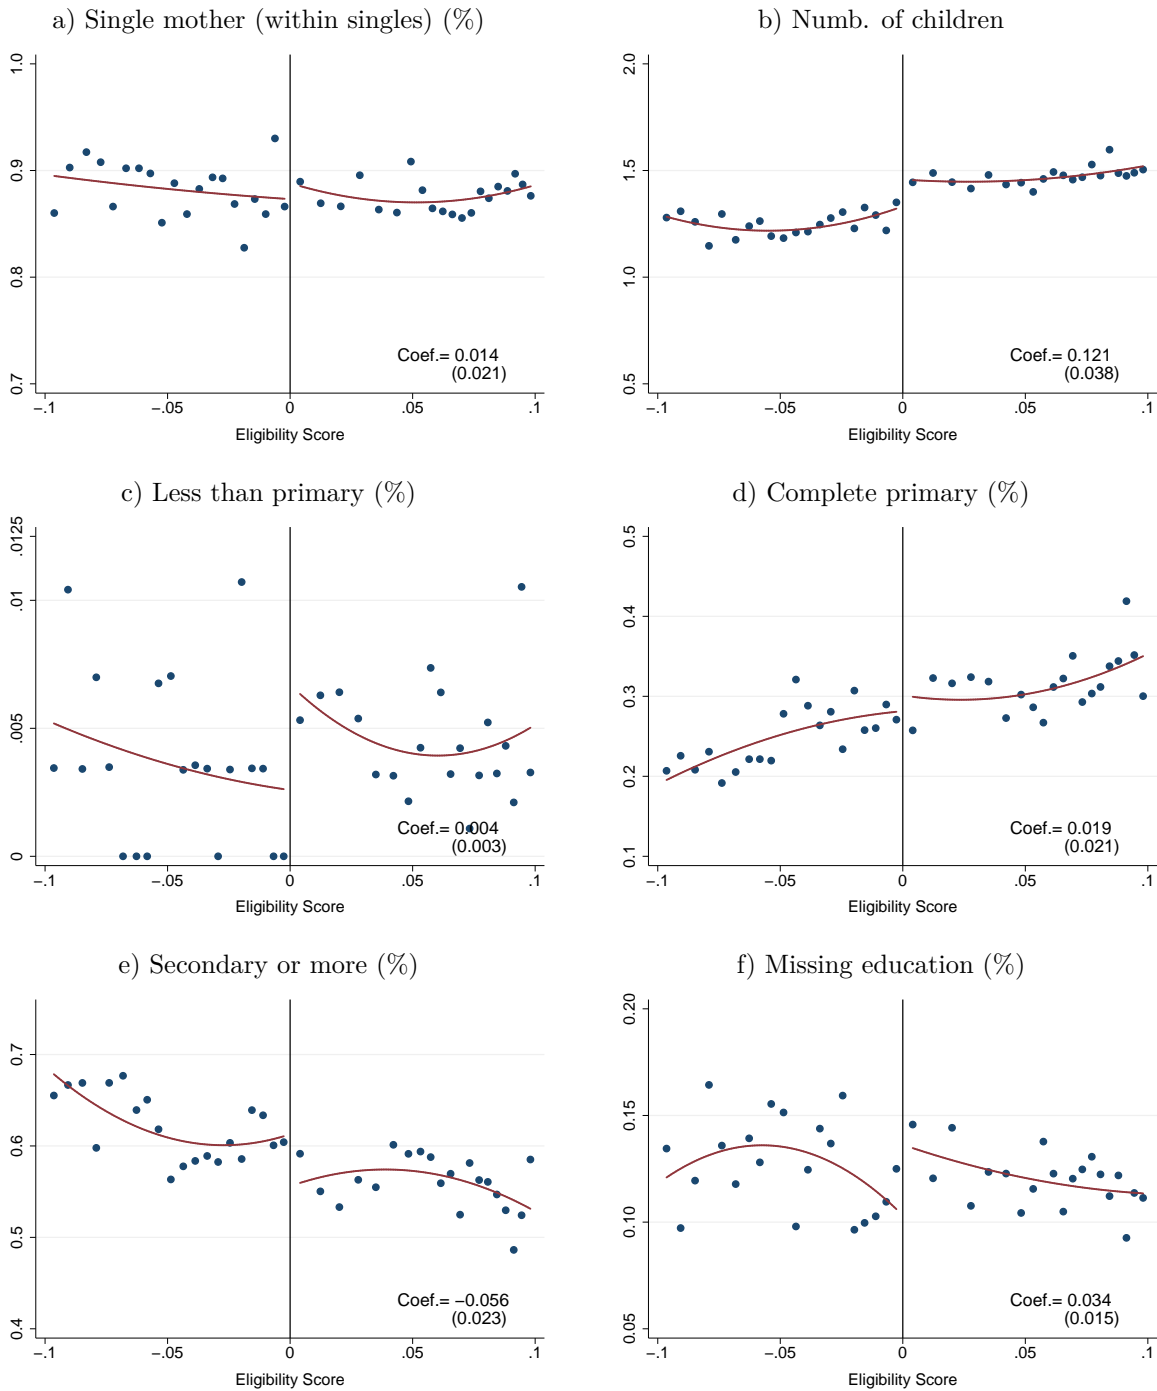 a) Single mother (within singles) (%)
1.0
0.9
0.8
0.7
Coef.= 0.014
(0.021)
−.1 −.05 0 .05 .1
Eligibility Score
b) Numb. of children
2.0
1.5
1.0
0.5
Coef.= 0.121
(0.038)
−.1 −.05 0 .05 .1
Eligibility Score
c) Less than primary (%)
.0125
.01
.005
0
Coef.= 0.004
(0.003)
−.1 −.05 0 .05 .1
Eligibility Score
d) Complete primary (%)
0.5
0.4
0.3
0.2
0.1
Coef.= 0.019
(0.021)
−.1 −.05 0 .05 .1
Eligibility Score
e) Secondary or more (%)
0.7
0.6
0.5
0.4
Coef.= −0.056
(0.023)
−.1 −.05 0 .05 .1
Eligibility Score
f) Missing education (%)
0.20
0.15
0.10
0.05
Coef.= 0.034
(0.015)
−.1 −.05 0 .05 .1
Eligibility Score